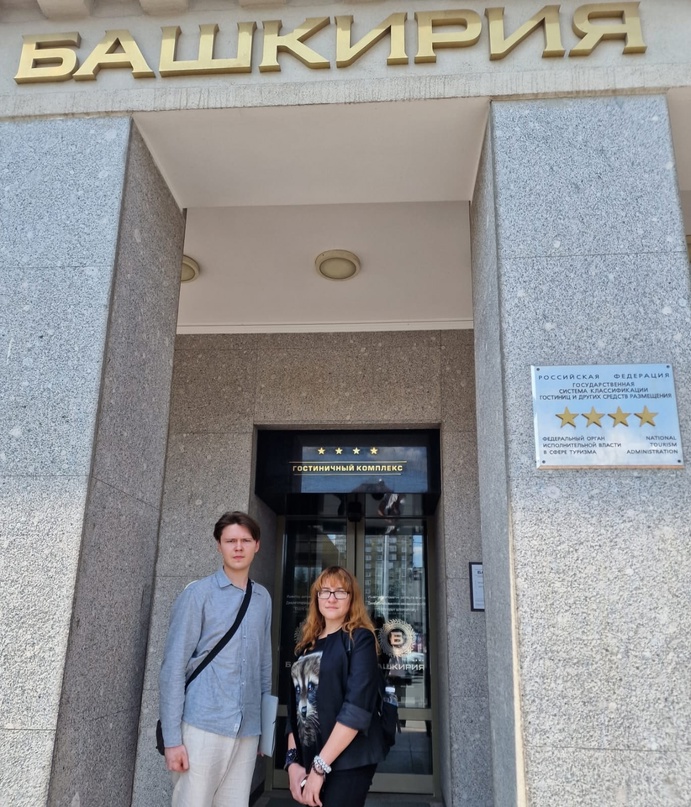 БАШКИРИЯ
РОССИЙСКАЯ ФЕДЕРАЦИЯ
ГОСУДАРСТВЕННАЯ
СИСТЕМА КЛАССИФИКАЦИИ
ГОСТИНИЦ И ДРУГИХ СРЕДСТВ РАЗМЕЩЕНИЯ
ФЕДЕРАЛЬНЫЙ ОРГАН
ИСПОЛНИТЕЛЬНОЙ ВЛАСТИ
В СФЕРЕ ТУРИЗМА
NATIONAL
TOURISM
ADMINISTRATION
ГОСТИНИЧНЫЙ КОМПЛЕКС
Б
БАШКИРИЯ